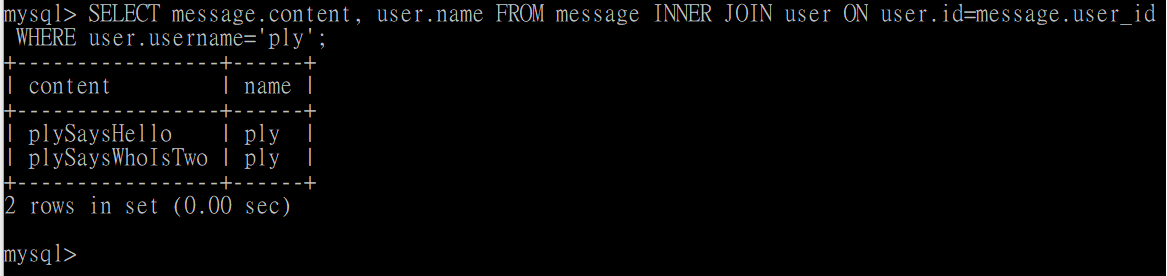 mysql> SELECT message.content, user.name FROM message INNER JOIN user ON user.id=message.user_id
 WHERE user.username='ply';
+-----------------+------+
| content         | name |
+-----------------+------+
| plySaysHello    | ply  |
| plySaysWhoIsTwo | ply  |
+-----------------+------+
2 rows in set (0.00 sec)
mysql>